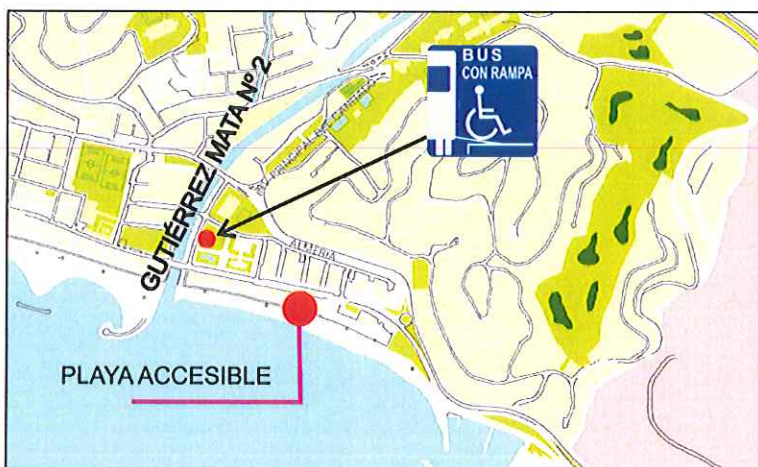 BUS
CON RAMPA
GUTIÉRREZ MATA Nº 2
ALMERIA
PLAYA ACCESIBLE